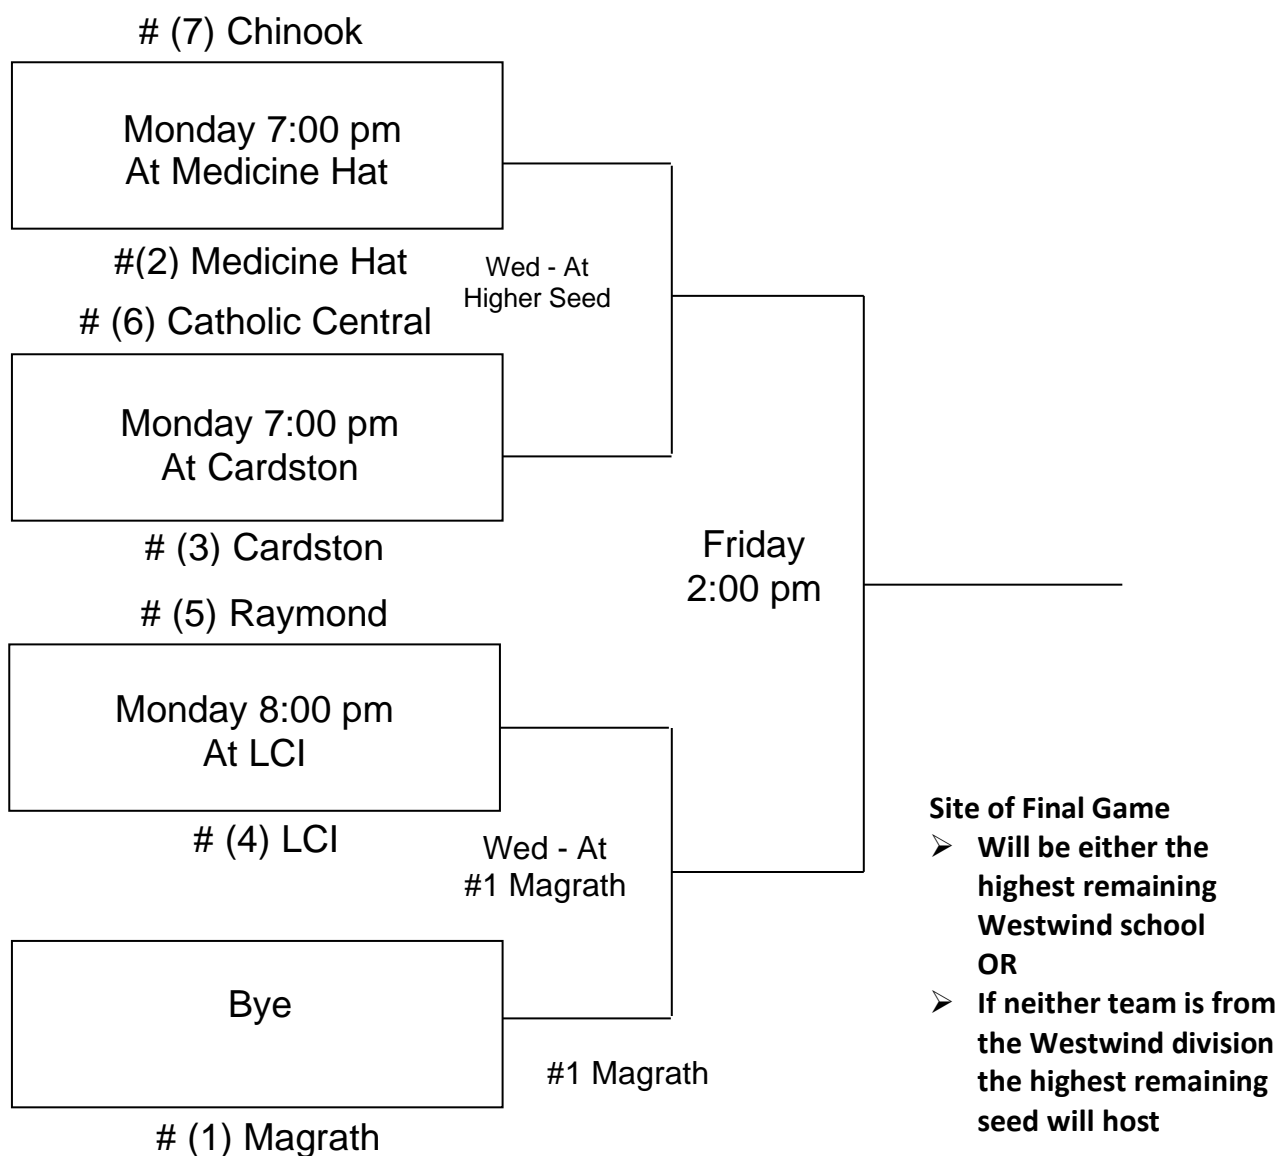 # (7) Chinook
Monday 7:00 pm
At Medicine Hat
#(2) Medicine Hat
Wed - At
Higher Seed
# (6) Catholic Central
Monday 7:00 pm
At Cardston
# (3) Cardston
Friday
2:00 pm
# (5) Raymond
Monday 8:00 pm
At LCI
# (4) LCI
Wed - At
#1 Magrath
Bye
#1 Magrath
# (1) Magrath
Site of Final Game
➢ Will be either the
highest remaining
Westwind school
OR
➢ If neither team is from
the Westwind division
the highest remaining
seed will host